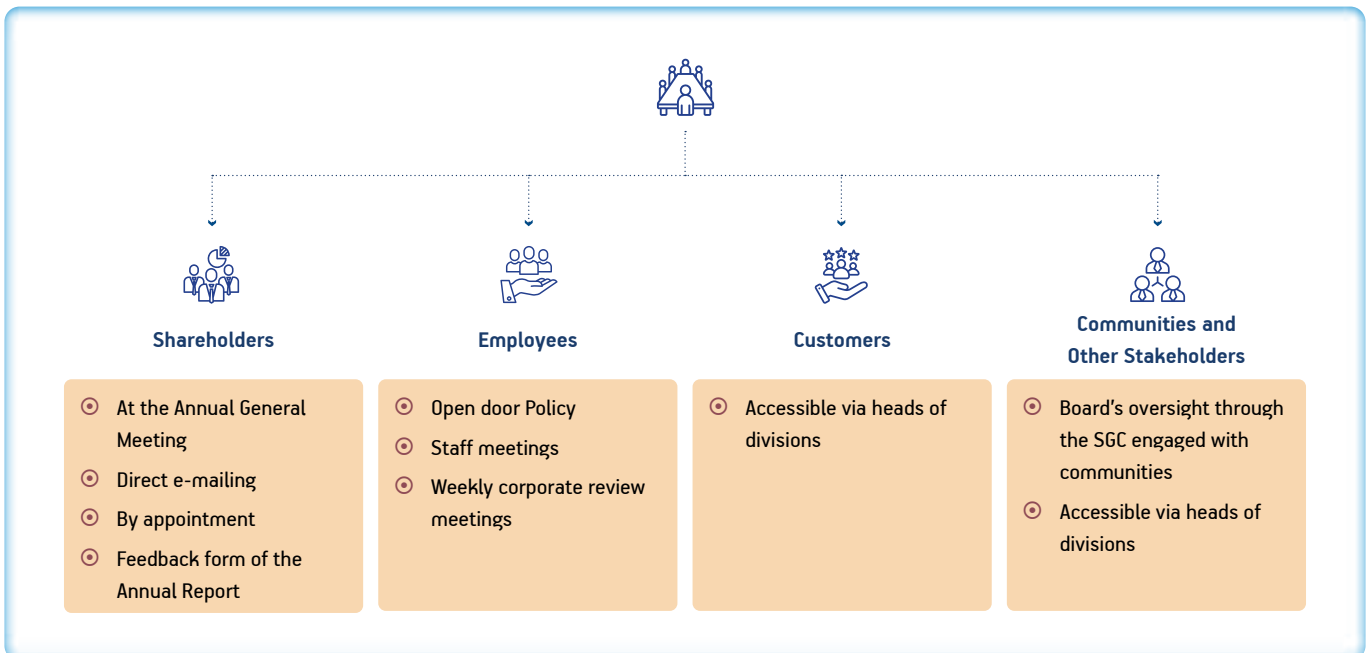 Shareholders
At the Annual General
Meeting
Direct e-mailing
By appointment
Feedback form of the
Annual Report
Employees
Open door Policy
Staff meetings
Weekly corporate review
meetings
Customers
Accessible via heads of
divisions
Communities and
Other Stakeholders
Board's oversight through
the SGC engaged with
communities
Accessible via heads of
divisions